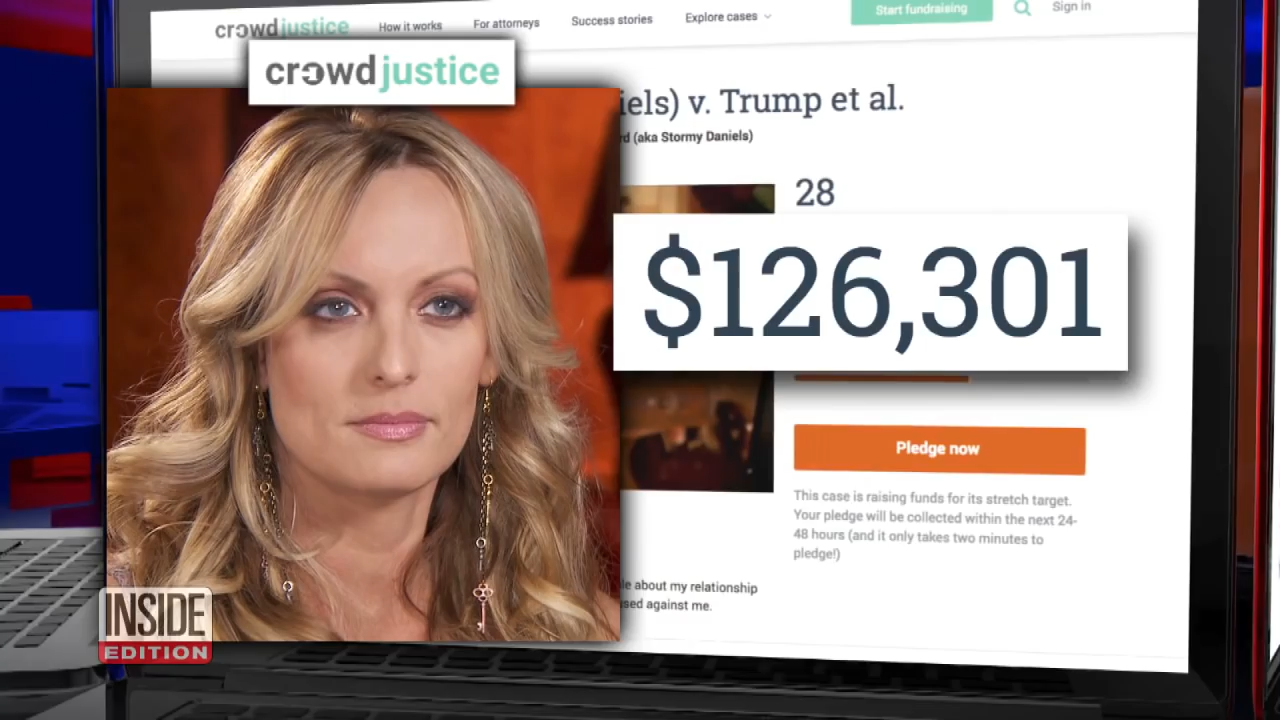 crowdjustice
How it works
For attorneys
Success stories
Explore cases
Start fundraising
Sign in
crowdjustice
iels) v. Trump et al.
rd (aka Stormy Daniels)
28
$126,301
Pledge now
This case is raising funds for its stretch target.
Your pledge will be collected within the next 24-
48 hours (and it only takes two minutes to
pledge!)
le about my relationship
used against me.
INSIDE
EDITION